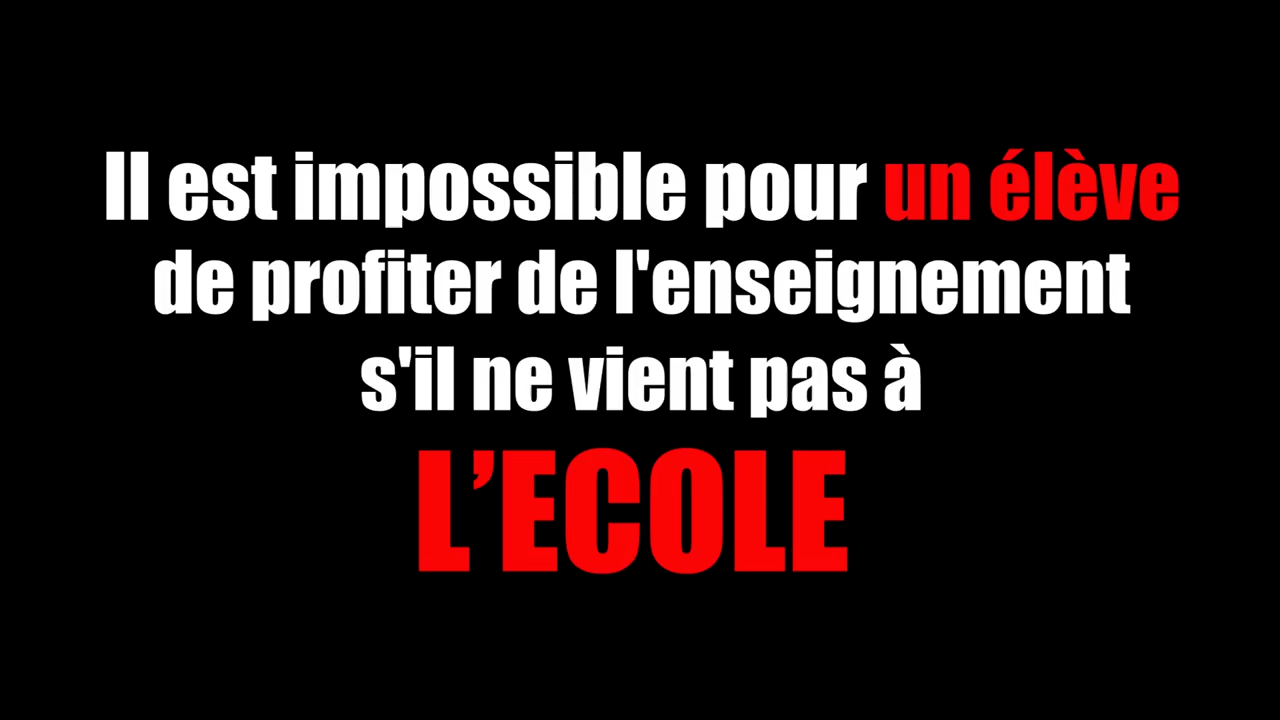 Il est impossible pour un élève
de profiter de l'enseignement
s'il ne vient pas à
L’ECOLE